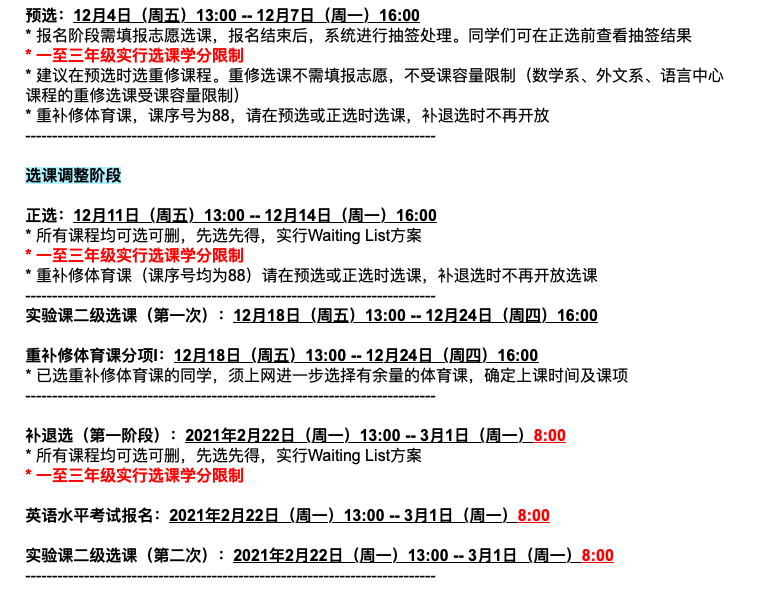 预选：12月4日（周五）13:00 -- 12月7日（周一）16:00
* 报名阶段需填报志愿选课，报名结束后，系统进行抽签处理。同学们可在正选前查看抽签结果
* 一至三年级实行选课学分限制
* 建议在预选时选重修课程。重修选课不需填报志愿，不受课容量限制（数学系、外文系、语言中心
课程的重修选课受课容量限制）
* 重补修体育课，课序号为88，请在预选或正选时选课，补退选时不再开放
--------------------------------------------------------------------------------
选课调整阶段
正选：12月11日（周五）13:00 -- 12月14日（周一）16:00
* 所有课程均可选可删，先选先得，实行Waiting List方案
* 一至三年级实行选课学分限制
* 重补修体育课（课序号均为88）请在预选或正选时选课，补退选时不再开放选课
--------------------------------------------------------------------------------
实验课二级选课（第一次）：12月18日（周五）13:00 -- 12月24日（周四）16:00
重补修体育课分项I：12月18日（周五）13:00 -- 12月24日（周四）16:00
* 已选重补修体育课的同学，须上网进一步选择有余量的体育课，确定上课时间及课项
--------------------------------------------------------------------------------
补退选（第一阶段）：2021年2月22日（周一）13:00 -- 3月1日（周一）8:00
* 所有课程均可选可删，先选先得，实行Waiting List方案
* 一至三年级实行选课学分限制
英语水平考试报名：2021年2月22日（周一）13:00 -- 3月1日（周一）8:00
实验课二级选课（第二次）：2021年2月22日（周一）13:00 -- 3月1日（周一）8:00
--------------------------------------------------------------------------------